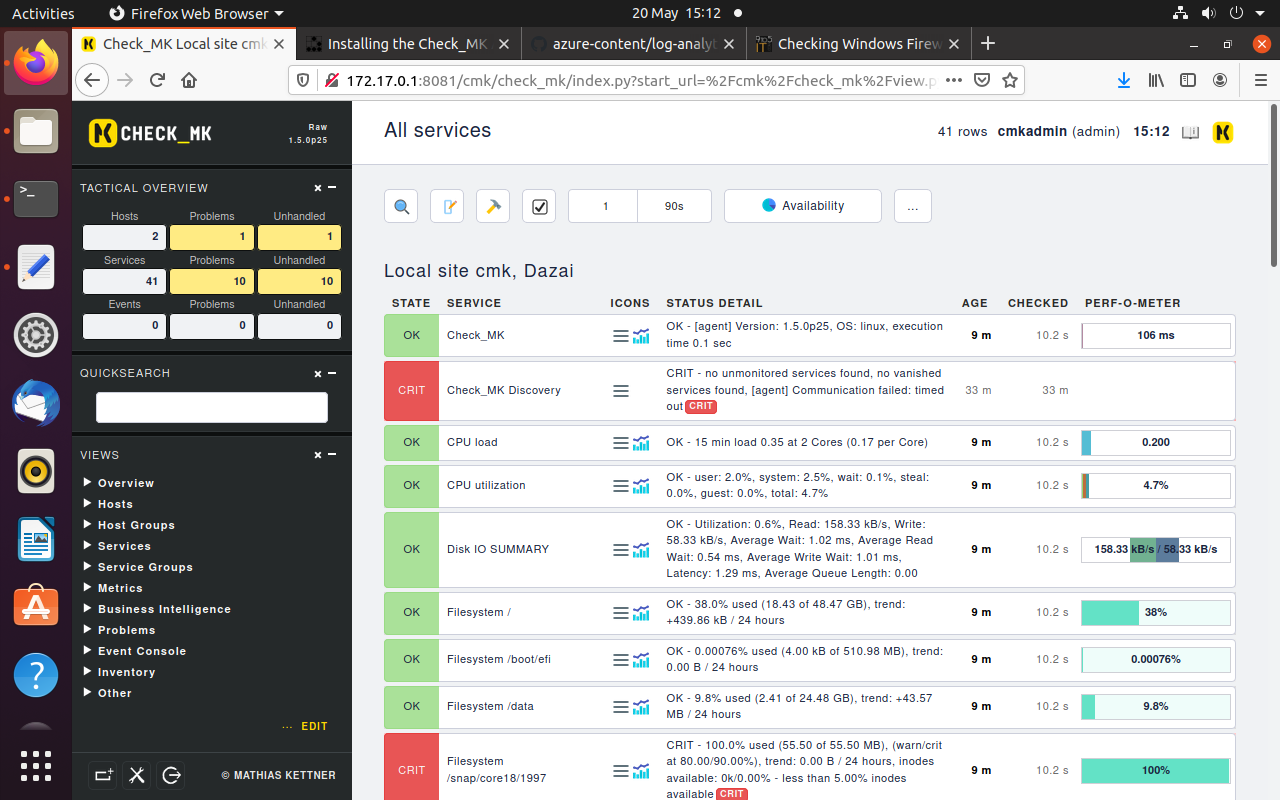 Activities
Firefox Web Browser
20 May 15:12
Check_MK Local site cmk
Installing the Check_MK
azure-content/log-analyt
Checking Windows Firew
172.17.0.1:8081/cmk/check_mk/index.py?start_url=%2Fcmk%2Fcheck_mk%2Fview.p
CHECK_MK
Raw
1.5.0p25
All services
41 rows cmkadmin (admin) 15:12
TACTICAL OVERVIEW
Hosts Problems Unhandled
2 1 1
Services Problems Unhandled
41 10 10
Events Problems Unhandled
0 0 0
QUICKSEARCH
VIEWS
Overview
Hosts
Host Groups
Services
Service Groups
Metrics
Business Intelligence
Problems
Event Console
Inventory
Other
... EDIT
© MATHIAS KETTNER
1 90s Availability ...
Local site cmk, Dazai
STATE SERVICE ICONS STATUS DETAIL AGE CHECKED PERF-O-METER
OK Check_MK OK - [agent] Version: 1.5.0p25, OS: linux, execution
time 0.1 sec 9 m 10.2 s 106 ms
CRIT Check_MK Discovery CRIT - no unmonitored services found, no vanished
services found, [agent] Communication failed: timed
out CRIT 33 m 33 m
OK CPU load OK - 15 min load 0.35 at 2 Cores (0.17 per Core) 9 m 10.2 s 0.200
OK CPU utilization OK - user: 2.0%, system: 2.5%, wait: 0.1%, steal:
0.0%, guest: 0.0%, total: 4.7% 9 m 10.2 s 4.7%
OK Disk IO SUMMARY OK - Utilization: 0.6%, Read: 158.33 kB/s, Write:
58.33 kB/s, Average Wait: 1.02 ms, Average Read
Wait: 0.54 ms, Average Write Wait: 1.01 ms,
Latency: 1.29 ms, Average Queue Length: 0.00 9 m 10.2 s 158.33 kB/s / 58.33 kB/s
OK Filesystem / OK - 38.0% used (18.43 of 48.47 GB), trend:
+439.86 kB / 24 hours 9 m 10.2 s 38%
OK Filesystem /boot/efi OK - 0.00076% used (4.00 kB of 510.98 MB), trend:
0.00 B / 24 hours 9 m 10.2 s 0.00076%
OK Filesystem /data OK - 9.8% used (2.41 of 24.48 GB), trend: +43.57
MB / 24 hours 9 m 10.2 s 9.8%
CRIT Filesystem
/snap/core18/1997 CRIT - 100.0% used (55.50 of 55.50 MB), (warn/crit
at 80.00/90.00%), trend: 0.00 B / 24 hours, inodes
available: 0k/0.00% - less than 5.00% inodes
available CRIT 9 m 10.2 s 100%